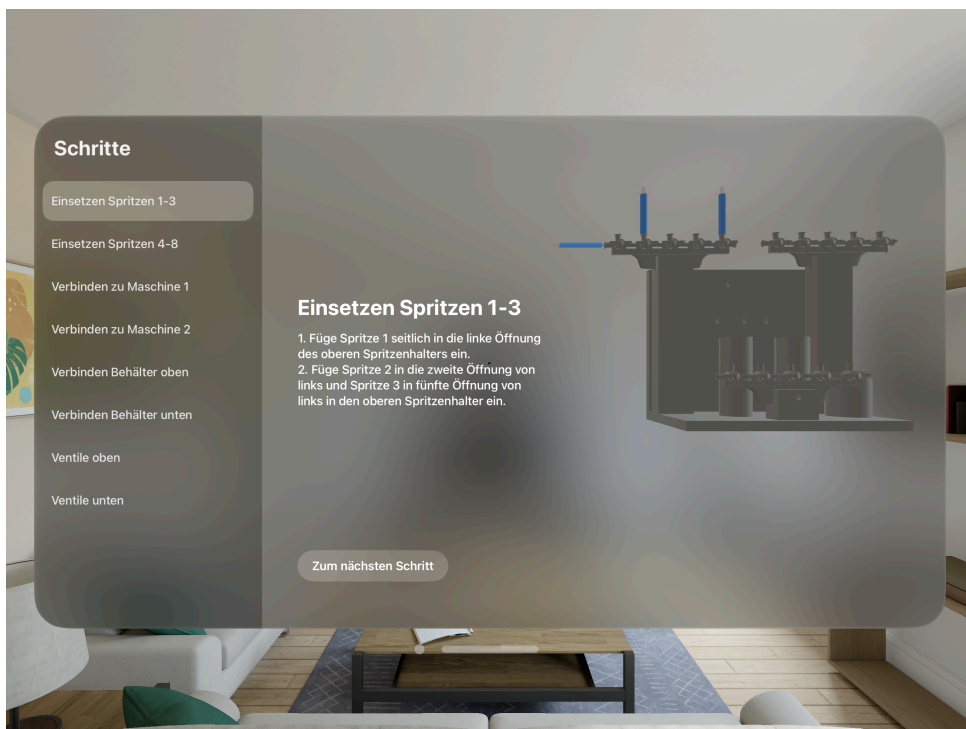 Schritte
Einsetzen Spritzen 1-3
Einsetzen Spritzen 4-8
Verbinden zu Maschine 1
Verbinden zu Maschine 2
Verbinden Behälter oben
Verbinden Behälter unten
Ventile oben
Ventile unten
Einsetzen Spritzen 1-3
1. Füge Spritze 1 seitlich in die linke Öffnung
des oberen Spritzenhalters ein.
2. Füge Spritze 2 in die zweite Öffnung von
links und Spritze 3 in fünfte Öffnung von
links in den oberen Spritzenhalter ein.
Zum nächsten Schritt